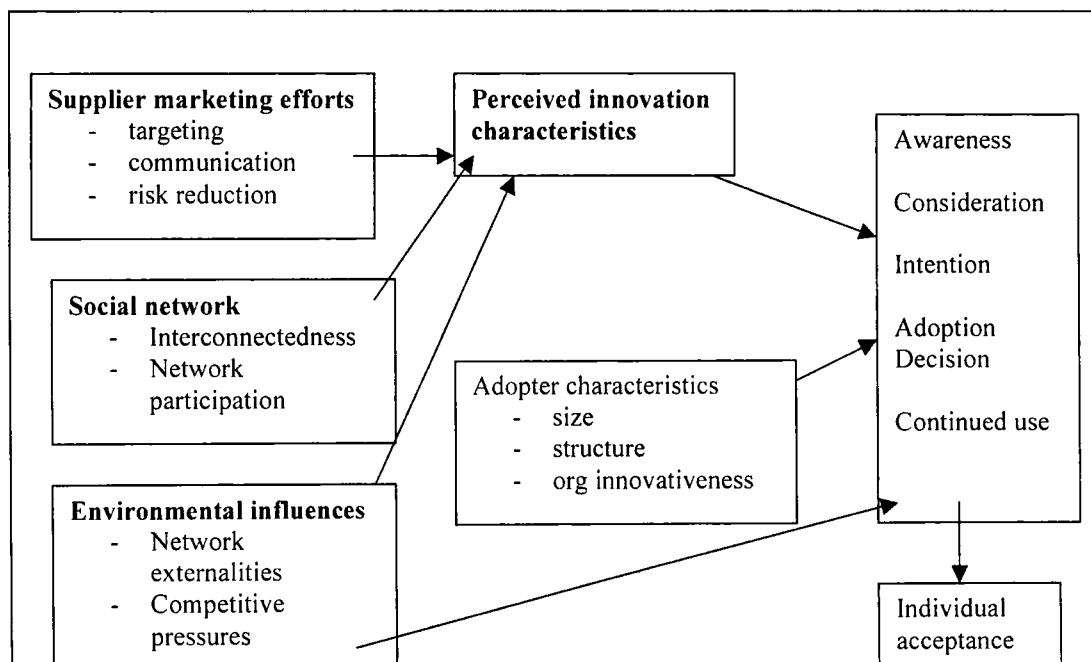 Supplier marketing efforts
- targeting
- communication
- risk reduction
Perceived innovation
characteristics
Awareness
Consideration
Intention
Adoption
Decision
Continued use
Social network
- Interconnectedness
- Network
participation
Adopter characteristics
- size
- structure
- org innovativeness
Environmental influences
- Network
externalities
- Competitive
pressures
Individual
acceptance